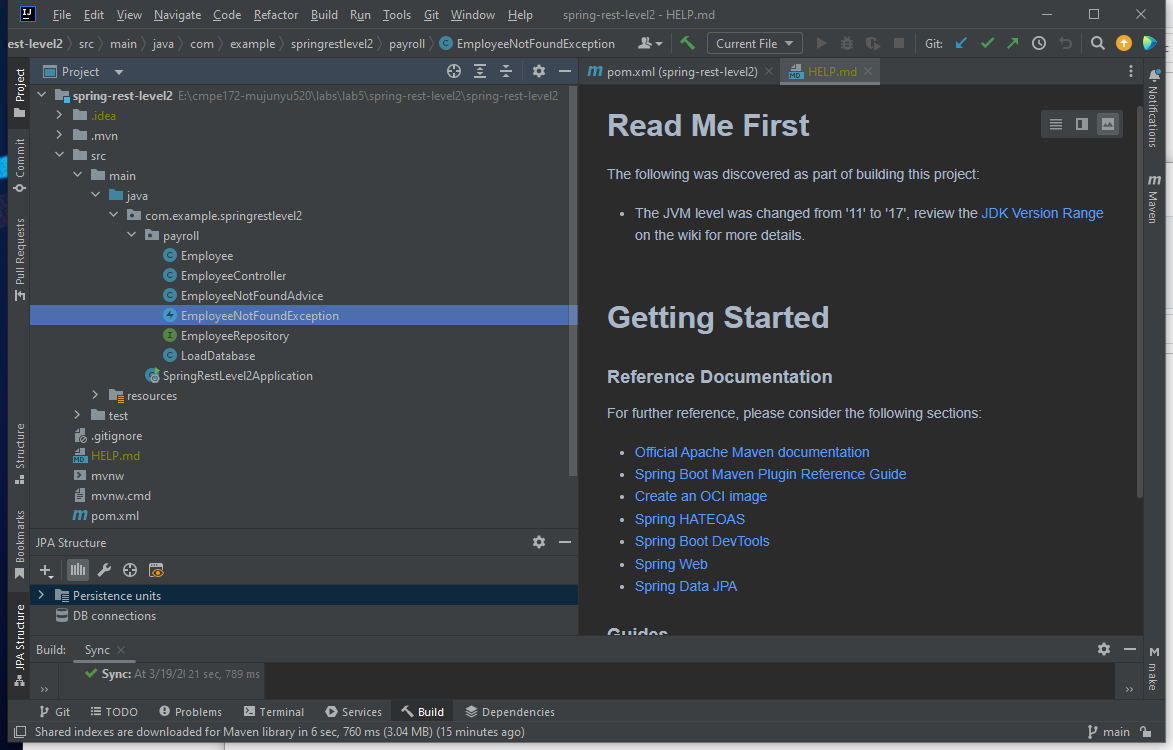 File Edit View Navigate Code Refactor Build Run Tools Git Window Help spring-rest-level2 - HELP.md
est-level2 src main java com example springrestlevel2 payroll EmployeeNotFoundException Current File Git:
Project
Commit
Pull Requests
Structure
Bookmarks
JPA Structure
Project
spring-rest-level2 E:\cmpe172-mujunyu520\labs\lab5\spring-rest-level2\spring-rest-level2
.idea
.mvn
src
main
java
com.example.springrestlevel2
payroll
Employee
EmployeeController
EmployeeNotFoundAdvice
EmployeeNotFoundException
EmployeeRepository
LoadDatabase
SpringRestLevel2Application
resources
test
.gitignore
HELP.md
mvnw
mvnw.cmd
pom.xml
JPA Structure
Persistence units
DB connections
pom.xml (spring-rest-level2) HELP.md
Read Me First
The following was discovered as part of building this project:
• The JVM level was changed from '11' to '17', review the JDK Version Range
on the wiki for more details.
Getting Started
Reference Documentation
For further reference, please consider the following sections:
• Official Apache Maven documentation
• Spring Boot Maven Plugin Reference Guide
• Create an OCI image
• Spring HATEOAS
• Spring Boot DevTools
• Spring Web
• Spring Data JPA
Guides
Notifications
Maven
make
Build: Sync
Sync: At 3/19/2 21 sec, 789 ms
Git TODO Problems Terminal Services Build Dependencies
Shared indexes are downloaded for Maven library in 6 sec, 760 ms (3.04 MB) (15 minutes ago) main